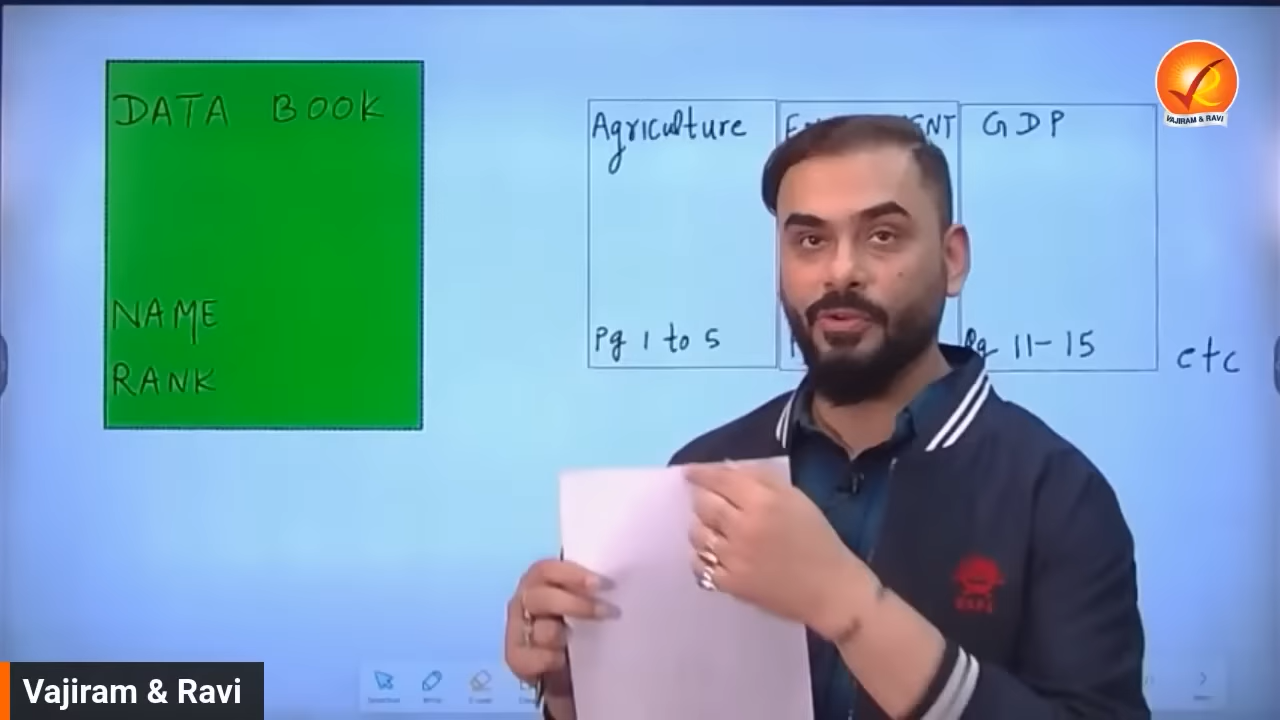 DATA BOOK
NAME
RANK
Agriculture
Pg 1 to 5
GDP
Pg 11-15
etc
VAJIRAM & RAVI
Vajiram & Ravi